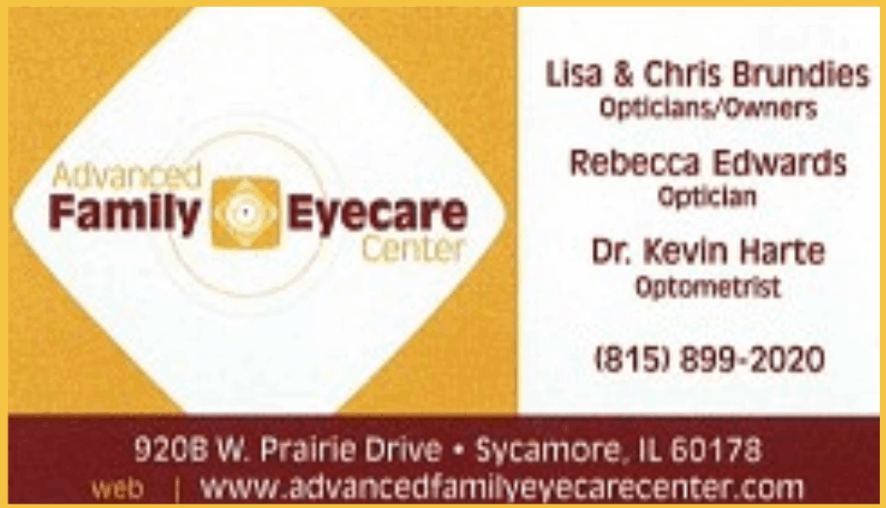 Advanced
Family Eyecare
Center
Lisa & Chris Brundies
Opticians/Owners
Rebecca Edwards
Optician
Dr. Kevin Harte
Optometrist
(815) 899-2020
920B W. Prairie Drive • Sycamore, IL 60178
web | www.advancedfamilyeyecarecenter.com